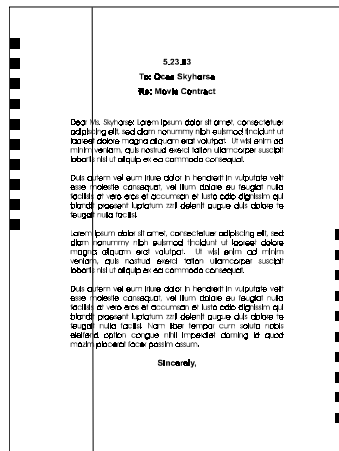 5.23.83
To: Ocea Skyhorse
Re: Movie Contract
Dear Ms. Skyhorse: Lorem ipsum dolor sit amet, consectetuer
adipiscing elit, sed diam nonummy nibh euismod tincidunt ut
laoreet dolore magna aliquam erat volutpat. Ut wisi enim ad
minim veniam, quis nostrud exerci tation ullamcorper suscipit
lobortis nisl ut aliquip ex ea commodo consequat.
Duis autem vel eum iriure dolor in hendrerit in vulputate velit
esse molestie consequat, vel illum dolore eu feugiat nulla
facilisis at vero eros et accumsan et iusto odio dignissim qui
blandit praesent luptatum zzril delenit augue duis dolore te
feugait nulla facilisi.
Lorem ipsum dolor sit amet, consectetuer adipiscing elit, sed
diam nonummy nibh euismod tincidunt ut laoreet dolore
magna aliquam erat volutpat. Ut wisi enim ad minim
veniam, quis nostrud exerci tation ullamcorper suscipit
lobortis nisl ut aliquip ex ea commodo consequat.
Duis autem vel eum iriure dolor in hendrerit in vulputate velit
esse molestie consequat, vel illum dolore eu feugiat nulla
facilisis at vero eros et accumsan et iusto odio dignissim qui
blandit praesent luptatum zzril delenit augue duis dolore te
feugait nulla facilisi. Nam liber tempor cum soluta nobis
eleifend option congue nihil imperdiet doming id quod
mazim placerat facer possim assum.
Sincerely,